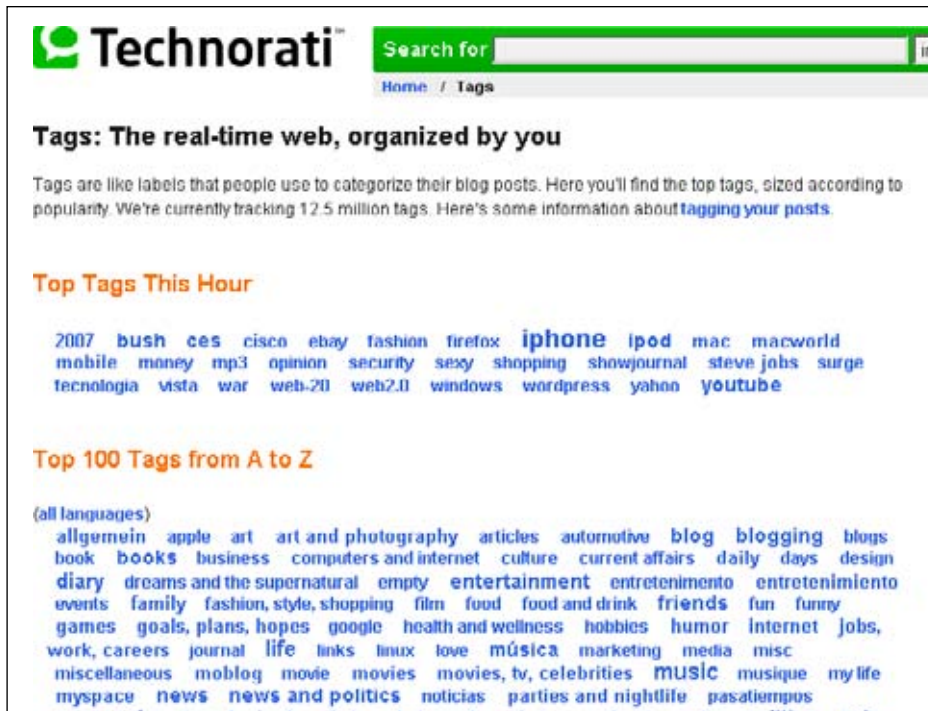 Technorati™
Search for
Home / Tags
Tags: The real-time web, organized by you
Tags are like labels that people use to categorize their blog posts. Here you'll find the top tags, sized according to
popularity. We're currently tracking 12.5 million tags. Here's some information about tagging your posts.
Top Tags This Hour
2007 bush ces cisco ebay fashion firefox iphone ipod mac macworld
mobile money mp3 opinion security sexy shopping showjournal steve jobs surge
tecnologia vista war web-20 web2.0 windows wordpress yahoo youtube
Top 100 Tags from A to Z
(all languages)
allgemein apple art art and photography articles automotive blog blogging blogs
book books business computers and internet culture current affairs daily days design
diary dreams and the supernatural empty entertainment entretenimento entretenimiento
events family fashion, style, shopping film food food and drink friends fun funny
games goals, plans, hopes google health and wellness hobbies humor internet jobs,
work, careers journal life links linux love música marketing media misc
miscellaneous moblog movie movies movies, tv, celebrities music musique my life
myspace news news and politics noticias parties and nightlife pasatiempos